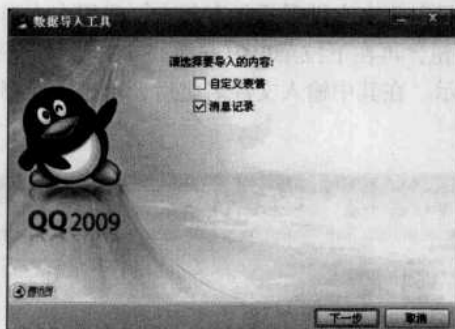 数据导入工具
请选择要导入的内容:
自定义表情
消息记录
QQ2009
腾讯
下一步
取消